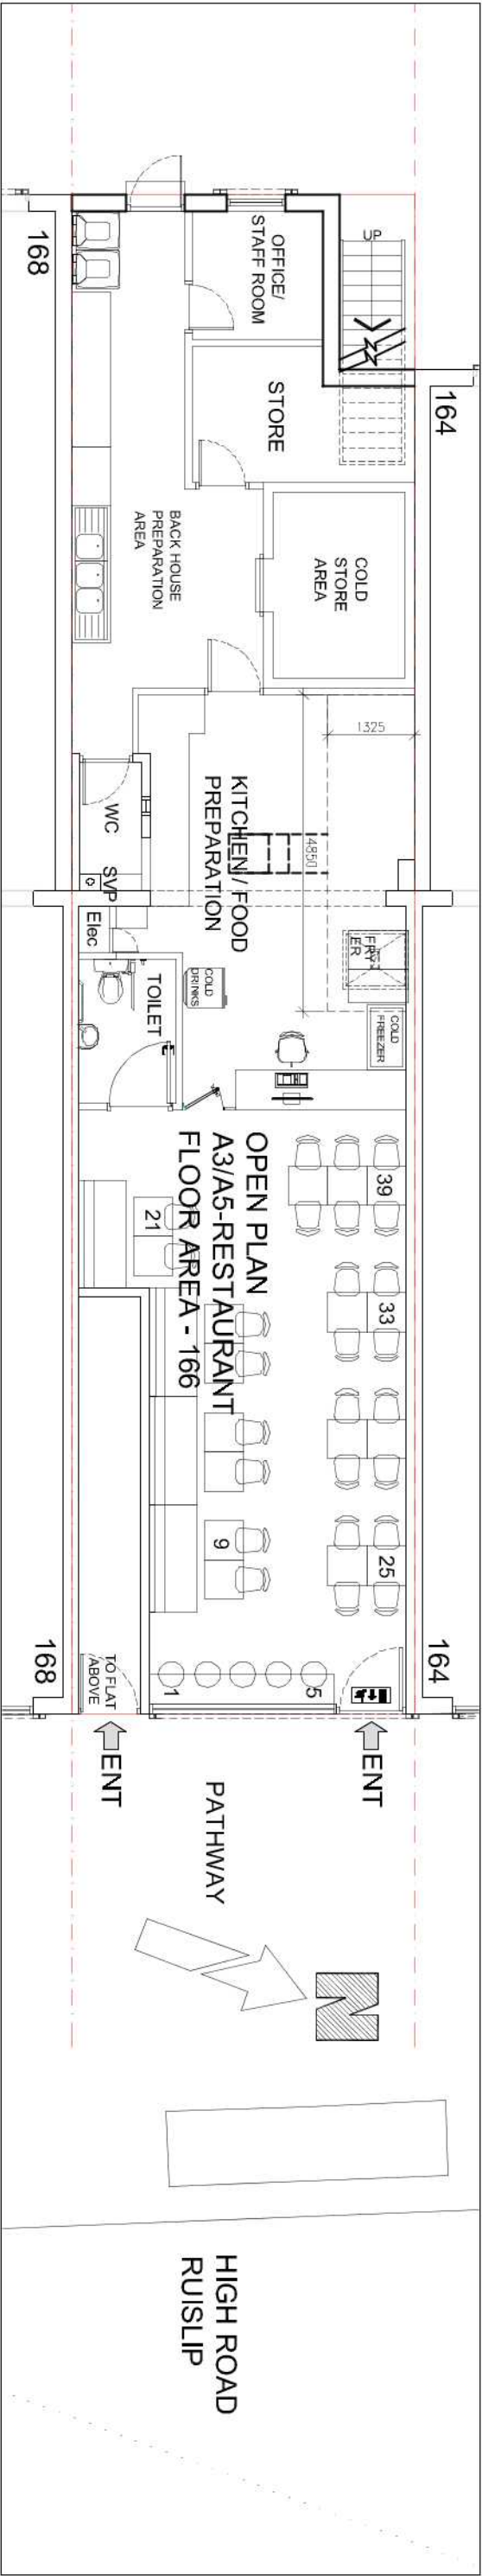 168
164
UP
OFFICE/
STAFF ROOM
STORE
COLD
STORE
AREA
BACK HOUSE
PREPARATION
AREA
1325
4850
KITCHEN / FOOD
PREPARATION
WC
SVP
Elec
FRY
ER
COLD
FREEZER
COLD
DRINKS
TOILET
OPEN PLAN
A3/A5-RESTAURANT
FLOOR AREA - 166
39
33
25
21
9
5
1
TO FLAT
ABOVE
168
164
ENT
ENT
PATHWAY
N
HIGH ROAD
RUISLIP